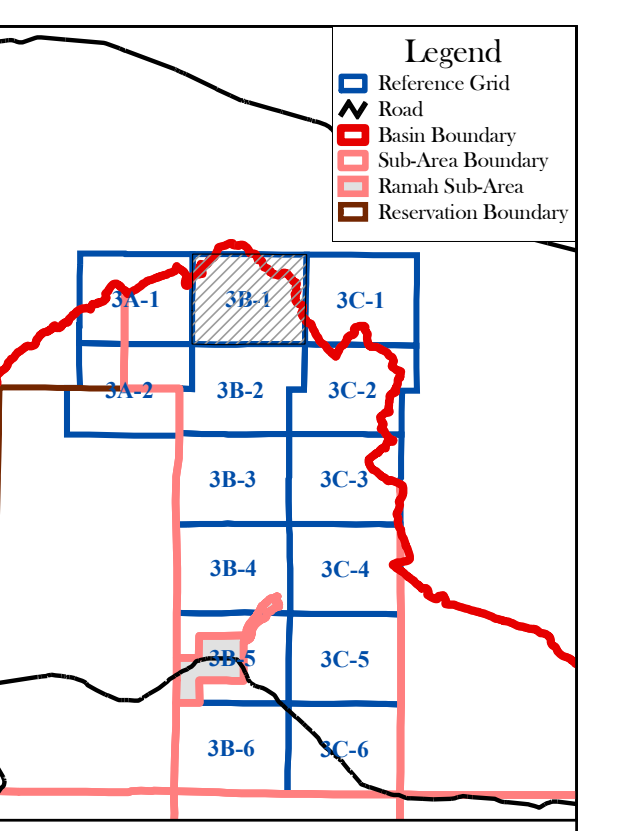 Legend
Reference Grid
Road
Basin Boundary
Sub-Area Boundary
Ramah Sub-Area
Reservation Boundary
3A-1 3B-1 3C-1
3A-2 3B-2 3C-2
3B-3 3C-3
3B-4 3C-4
3B-5 3C-5
3B-6 3C-6